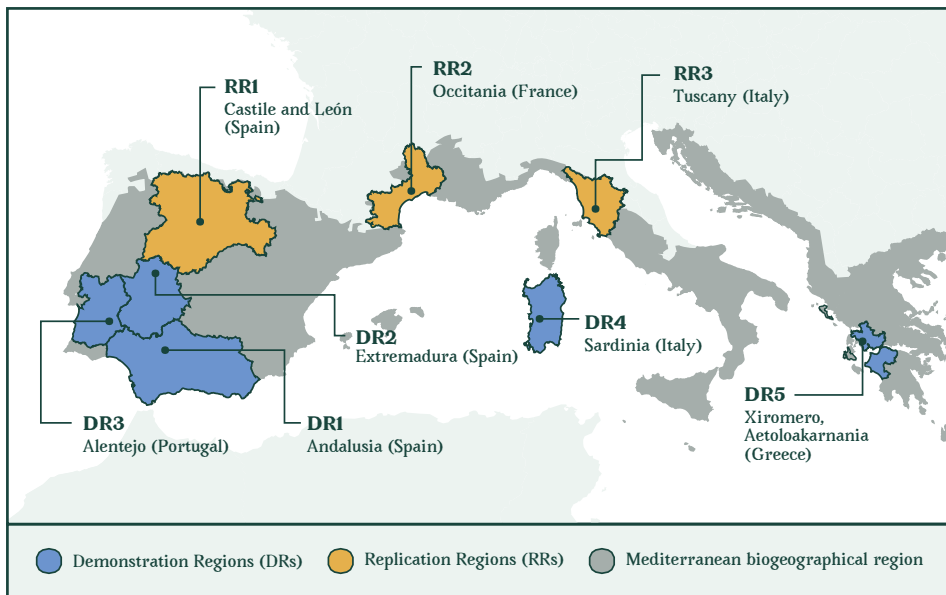 RR1
Castile and León
(Spain)
RR2
Occitania (France)
RR3
Tuscany (Italy)
DR2
Extremadura (Spain)
DR4
Sardinia (Italy)
DR3
Alentejo (Portugal)
DR1
Andalusia (Spain)
DR5
Xiromero,
Aetoloakarnania
(Greece)
Demonstration Regions (DRs)
Replication Regions (RRs)
Mediterranean biogeographical region